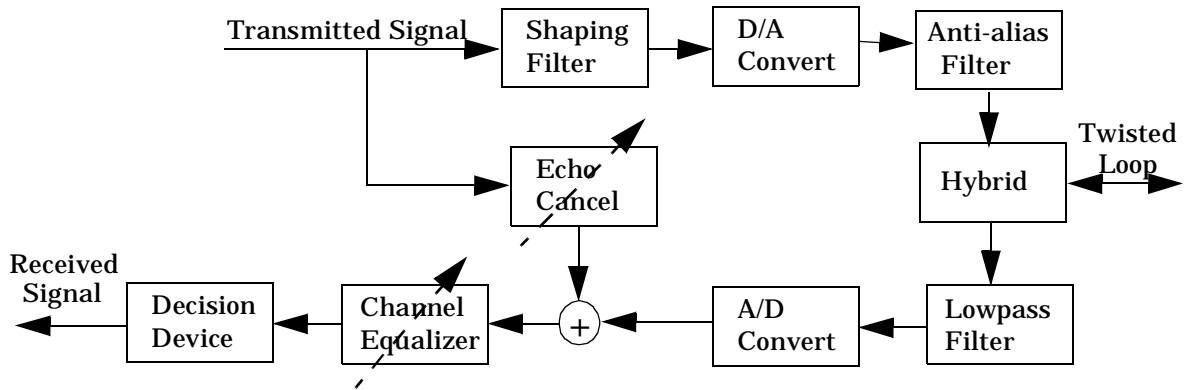 Transmitted Signal
Shaping
Filter
D/A
Convert
Anti-alias
Filter
Echo
Cancel
Hybrid
Twisted
Loop
Received
Signal
Decision
Device
Channel
Equalizer
+
A/D
Convert
Lowpass
Filter